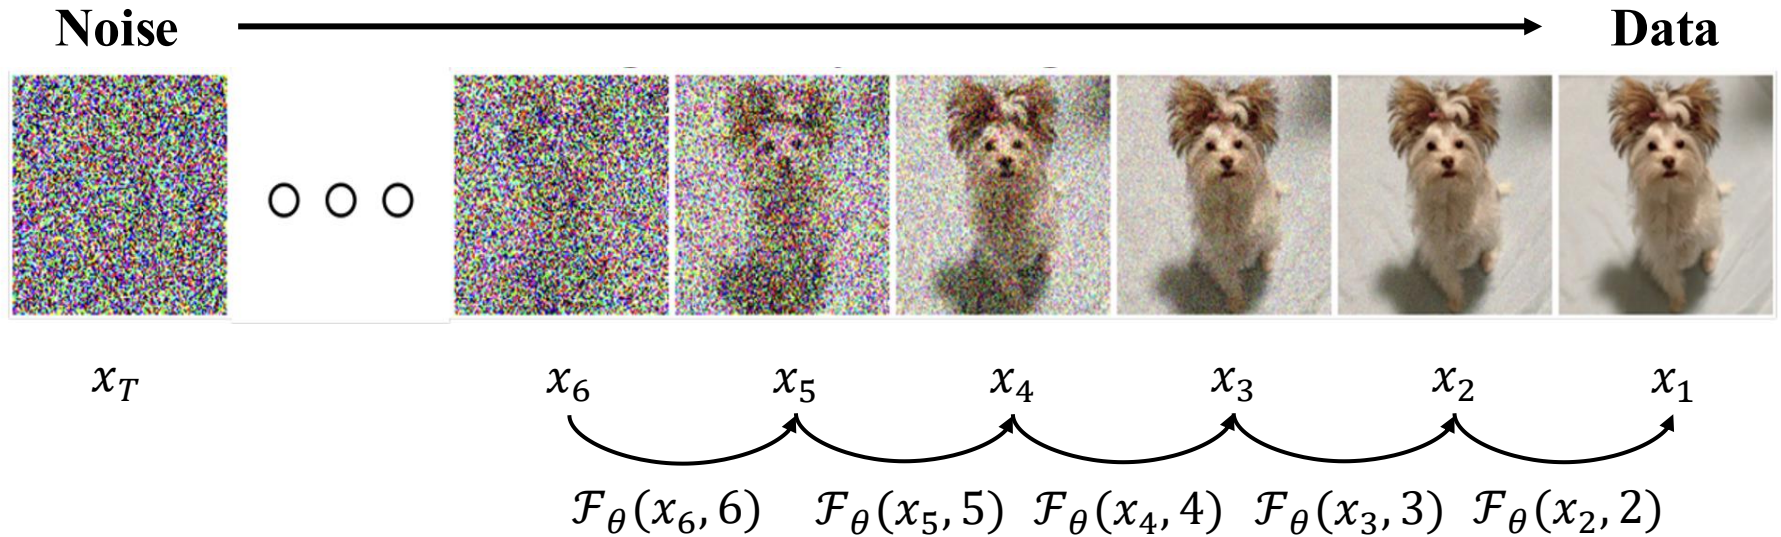 Noise Data
x_T x_6 x_5 x_4 x_3 x_2 x_1
ℱ_θ(x_6, 6) ℱ_θ(x_5, 5) ℱ_θ(x_4, 4) ℱ_θ(x_3, 3) ℱ_θ(x_2, 2)